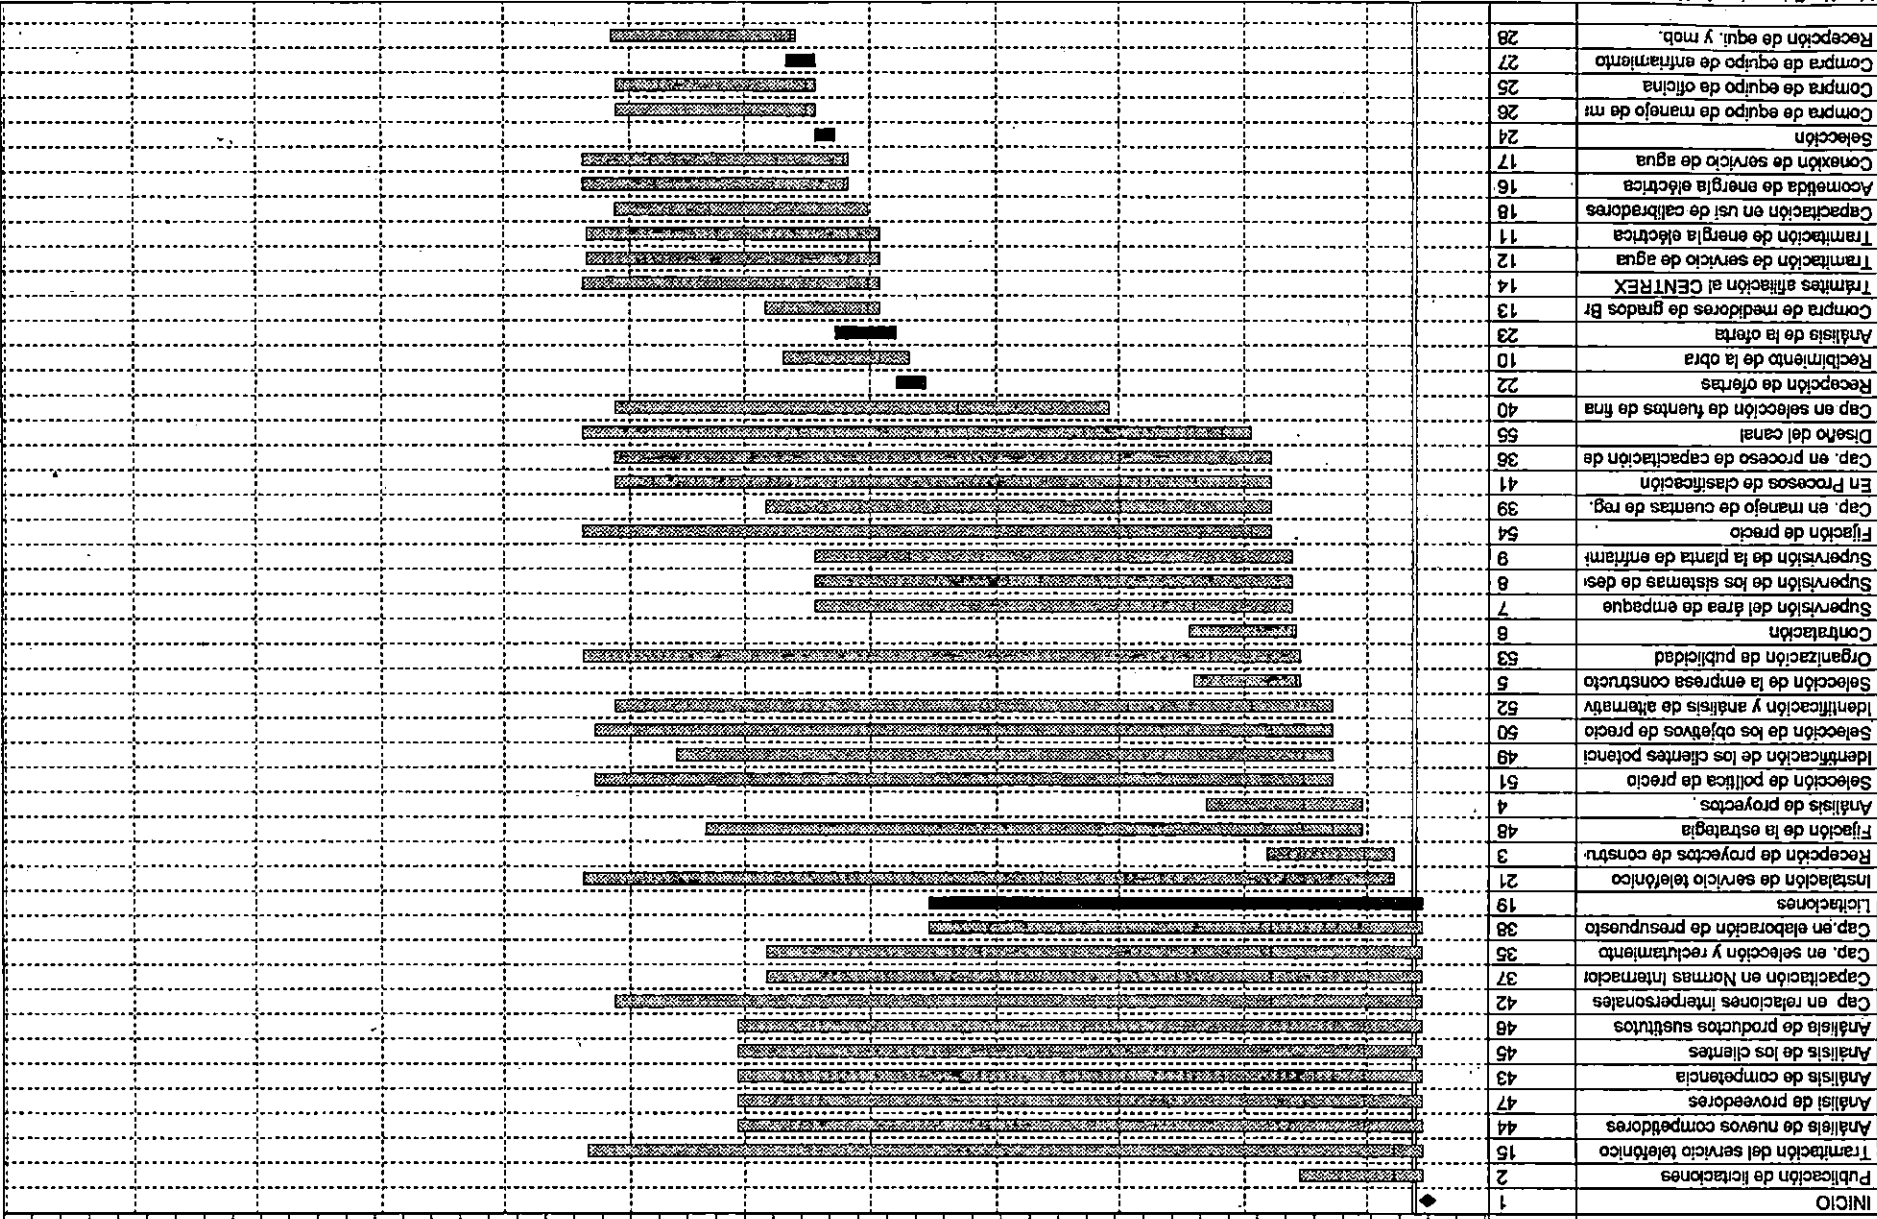 INICIO 1
Publicación de licitaciones 2
Tramitación del servicio telefónico 15
Análisis de nuevos competidores 44
Análisi de proveedores 47
Análisis de competencia 43
Análisis de los clientes 45
Análisis de productos sustitutos 46
Cap en relaciones interpersonales 42
Capacitación en Normas Internacior 37
Cap. en selección y reclutamiento 35
Cap.en elaboración de presupuesto 38
Licitaciones 19
Instalación de servicio telefónico 21
Recepción de proyectos de constru 3
Fijación de la estrategia 48
Análisis de proyectos . 4
Selección de política de precio 51
Identificación de los clientes potenci 49
Selección de los objetivos de precio 50
Identificación y análisis de alternativ 52
Selección de la empresa constructo 5
Organización de publicidad 53
Contratación 6
Supervisión del área de empaque 7
Supervisión de los sistemas de des 8
Supervisión de la planta de enfriami 9
Fijación de precio 54
Cap. en manejo de cuentas de reg. 39
En Procesos de clasificación 41
Cap. en proceso de capacitación de 36
Diseño del canal 55
Cap en selección de fuentes de fina 40
Recepción de ofertas 22
Recibimiento de la obra 10
Análisis de la oferta 23
Compra de medidores de grados Br 13
Trámites afiliación al CENTREX 14
Tramitación de servicio de agua 12
Tramitación de energía eléctrica 11
Capacitación en usi de calibradores 18
Acometida de energía eléctrica 16
Conexión de servicio de agua 17
Selección 24
Compra de equipo de manejo de m 26
Compra de equipo de oficina 25
Compra de equipo de enfriamiento 27
Recepción de equi. y mob. 28